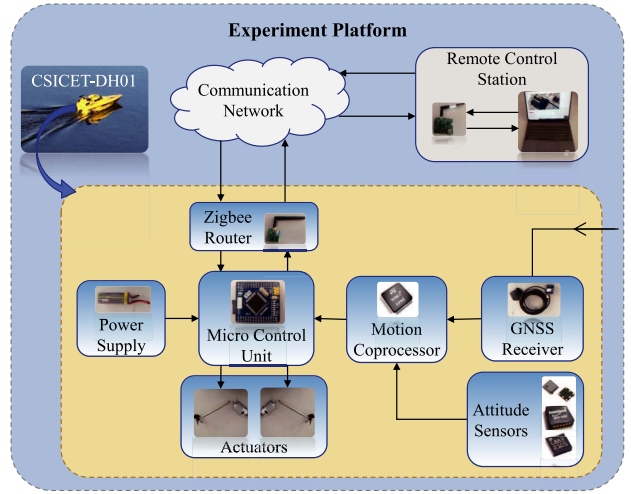 Experiment Platform
CSICET-DH01
Communication
Network
Remote Control
Station
Zigbee
Router
Power
Supply
Micro Control
Unit
Motion
Coprocessor
GNSS
Receiver
Actuators
Attitude
Sensors